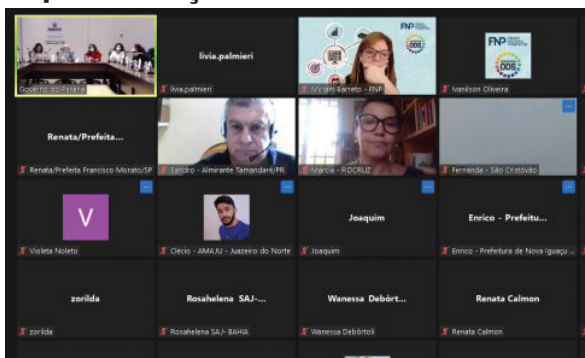 Governo do Paraná
livia.palmieri
livia.palmieri
FNP
ODS
Míriam Barreto - FNP
FNP
ODS
Ivanilson Oliveira
Renata/Prefeita...
Renata/Prefeita Francisco Morato/SP
Sandro - Almirante Tamandaré/PR
Marcia - FIOCRUZ
Fernanda - São Cristóvão
V
Violeta Noleto
Clécio - AMAJU - Juazeiro do Norte
Joaquim
Joaquim
Enrico - Prefeitu...
Enrico - Prefeitura de Nova Iguaçu ...
zorilda
zorilda
Rosahelena SAJ-...
Rosahelena SAJ- BAHIA
Wanessa Debôrt...
Wanessa Debôrtoli
Renata Calmon
Renata Calmon